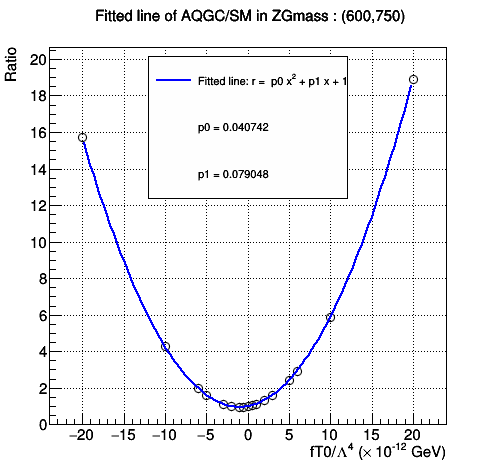 Fitted line of AQGC/SM in ZGmass : (600,750)
Ratio
20
18
16
14
12
10
8
6
4
2
0
Fitted line: r = p0 x² + p1 x + 1
p0 = 0.040742
p1 = 0.079048
−20 −15 −10 −5 0 5 10 15 20
fT0/Λ⁴ (× 10⁻¹² GeV)